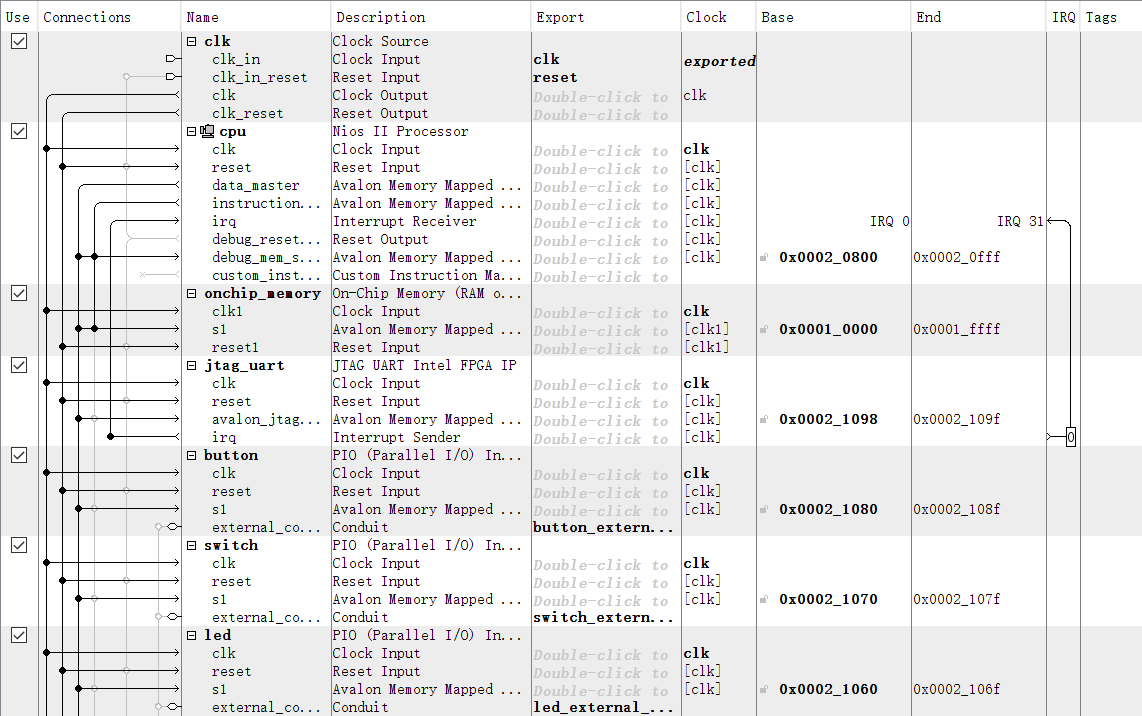 Use Connections Name Description Export Clock Base End IRQ Tags
clk Clock Source
clk_in Clock Input clk exported
clk_in_reset Reset Input reset
clk Clock Output Double-click to clk
clk_reset Reset Output Double-click to
cpu Nios II Processor
clk Clock Input Double-click to clk
reset Reset Input Double-click to [clk]
data_master Avalon Memory Mapped ... Double-click to [clk]
instruction... Avalon Memory Mapped ... Double-click to [clk]
irq Interrupt Receiver Double-click to [clk] IRQ 0 IRQ 31
debug_reset... Reset Output Double-click to [clk]
debug_mem_s... Avalon Memory Mapped ... Double-click to [clk] 0x0002_0800 0x0002_0fff
custom_inst... Custom Instruction Ma... Double-click to
onchip_memory On-Chip Memory (RAM o...
clk1 Clock Input Double-click to clk
s1 Avalon Memory Mapped ... Double-click to [clk1] 0x0001_0000 0x0001_ffff
reset1 Reset Input Double-click to [clk1]
jtag_uart JTAG UART Intel FPGA IP
clk Clock Input Double-click to clk
reset Reset Input Double-click to [clk]
avalon_jtag... Avalon Memory Mapped ... Double-click to [clk] 0x0002_1098 0x0002_109f
irq Interrupt Sender Double-click to [clk] 0
button PIO (Parallel I/O) In...
clk Clock Input Double-click to clk
reset Reset Input Double-click to [clk]
s1 Avalon Memory Mapped ... Double-click to [clk] 0x0002_1080 0x0002_108f
external_co... Conduit button_extern...
switch PIO (Parallel I/O) In...
clk Clock Input Double-click to clk
reset Reset Input Double-click to [clk]
s1 Avalon Memory Mapped ... Double-click to [clk] 0x0002_1070 0x0002_107f
external_co... Conduit switch_extern...
led PIO (Parallel I/O) In...
clk Clock Input Double-click to clk
reset Reset Input Double-click to [clk]
s1 Avalon Memory Mapped ... Double-click to [clk] 0x0002_1060 0x0002_106f
external_co... Conduit led_external_...